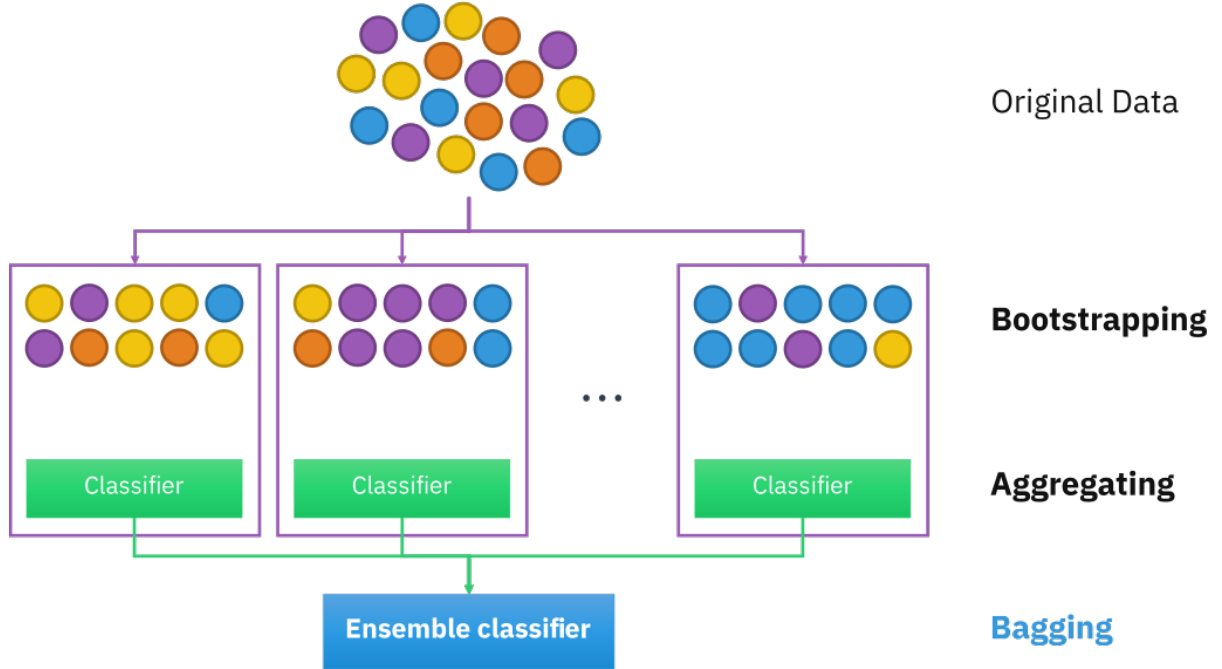 Original Data
Bootstrapping
...
Classifier
Classifier
Classifier
Aggregating
Ensemble classifier
Bagging